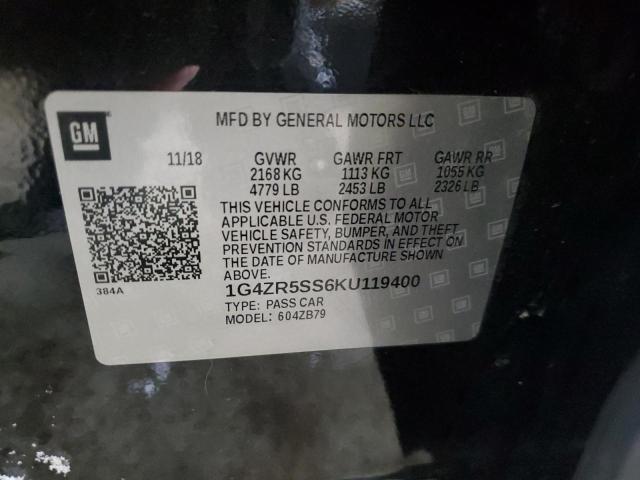 GM
MFD BY GENERAL MOTORS LLC
11/18 GVWR GAWR FRT GAWR RR
2168 KG 1113 KG 1055 KG
4779 LB 2453 LB 2326 LB
THIS VEHICLE CONFORMS TO ALL
APPLICABLE U.S. FEDERAL MOTOR
VEHICLE SAFETY, BUMPER, AND THEFT
PREVENTION STANDARDS IN EFFECT ON
THE DATE OF MANUFACTURE SHOWN
ABOVE.
384A
1G4ZR5SS6KU119400
TYPE: PASS CAR
MODEL: 604ZB79